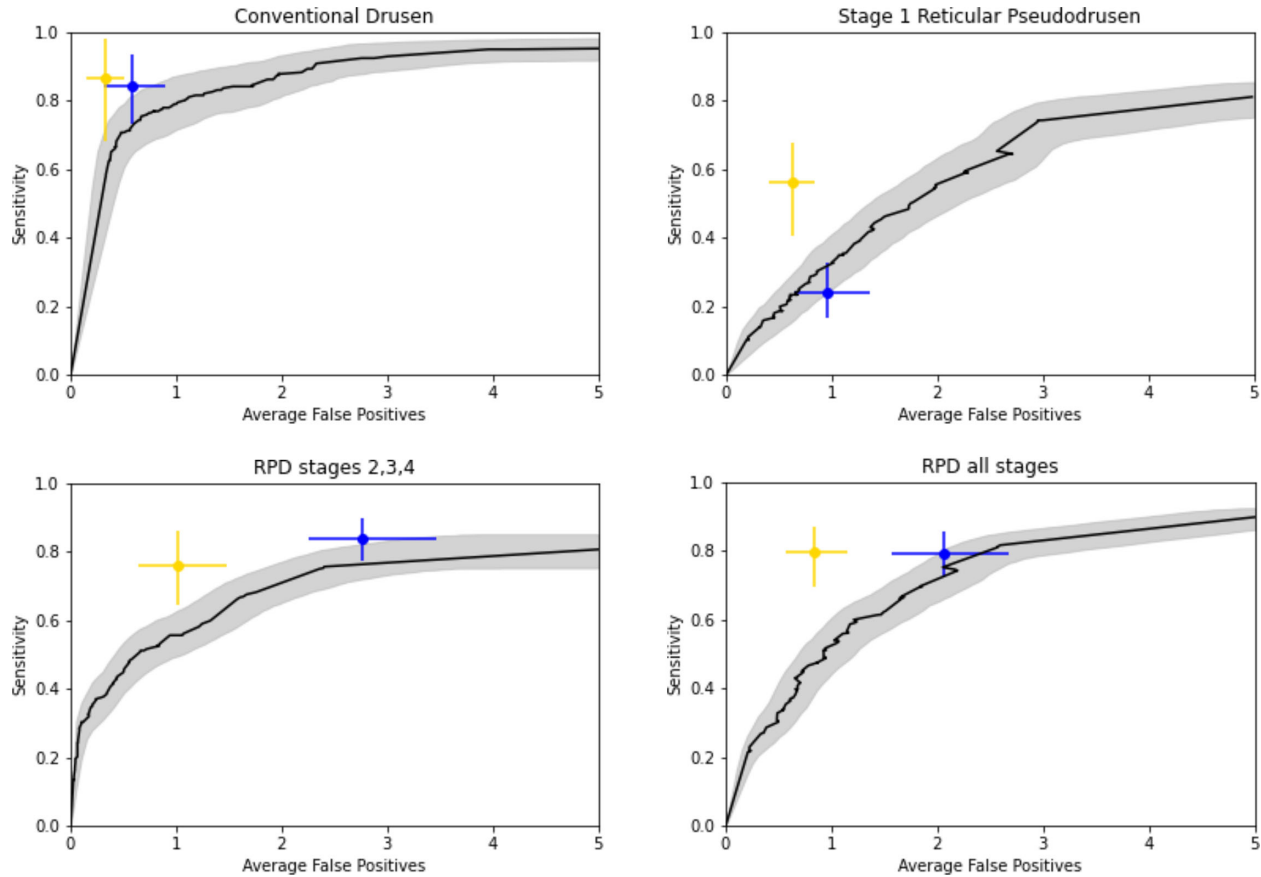 Conventional Drusen
1.0
0.8
0.6
0.4
0.2
0.0
Sensitivity
0 1 2 3 4 5
Average False Positives
Stage 1 Reticular Pseudodrusen
1.0
0.8
0.6
0.4
0.2
0.0
Sensitivity
0 1 2 3 4 5
Average False Positives
RPD stages 2,3,4
1.0
0.8
0.6
0.4
0.2
0.0
Sensitivity
0 1 2 3 4 5
Average False Positives
RPD all stages
1.0
0.8
0.6
0.4
0.2
0.0
Sensitivity
0 1 2 3 4 5
Average False Positives